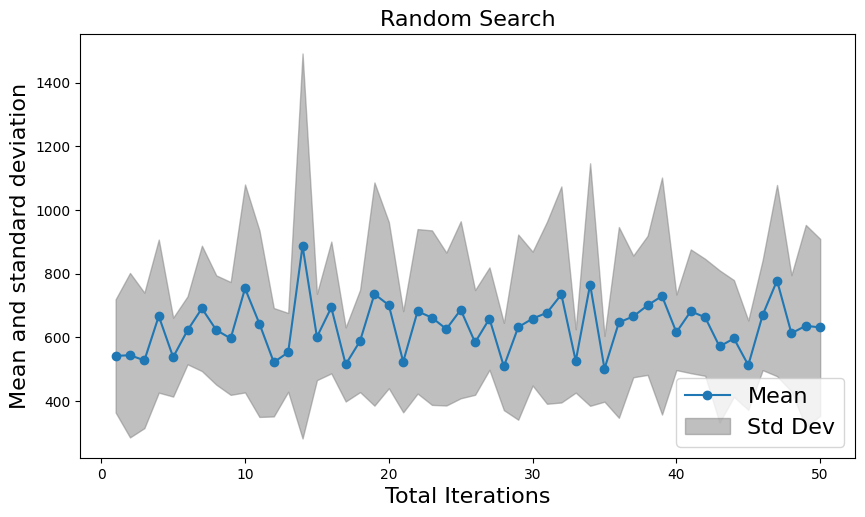 Random Search
Mean and standard deviation
1400
1200
1000
800
600
400
0 10 20 30 40 50
Total Iterations
Mean
Std Dev